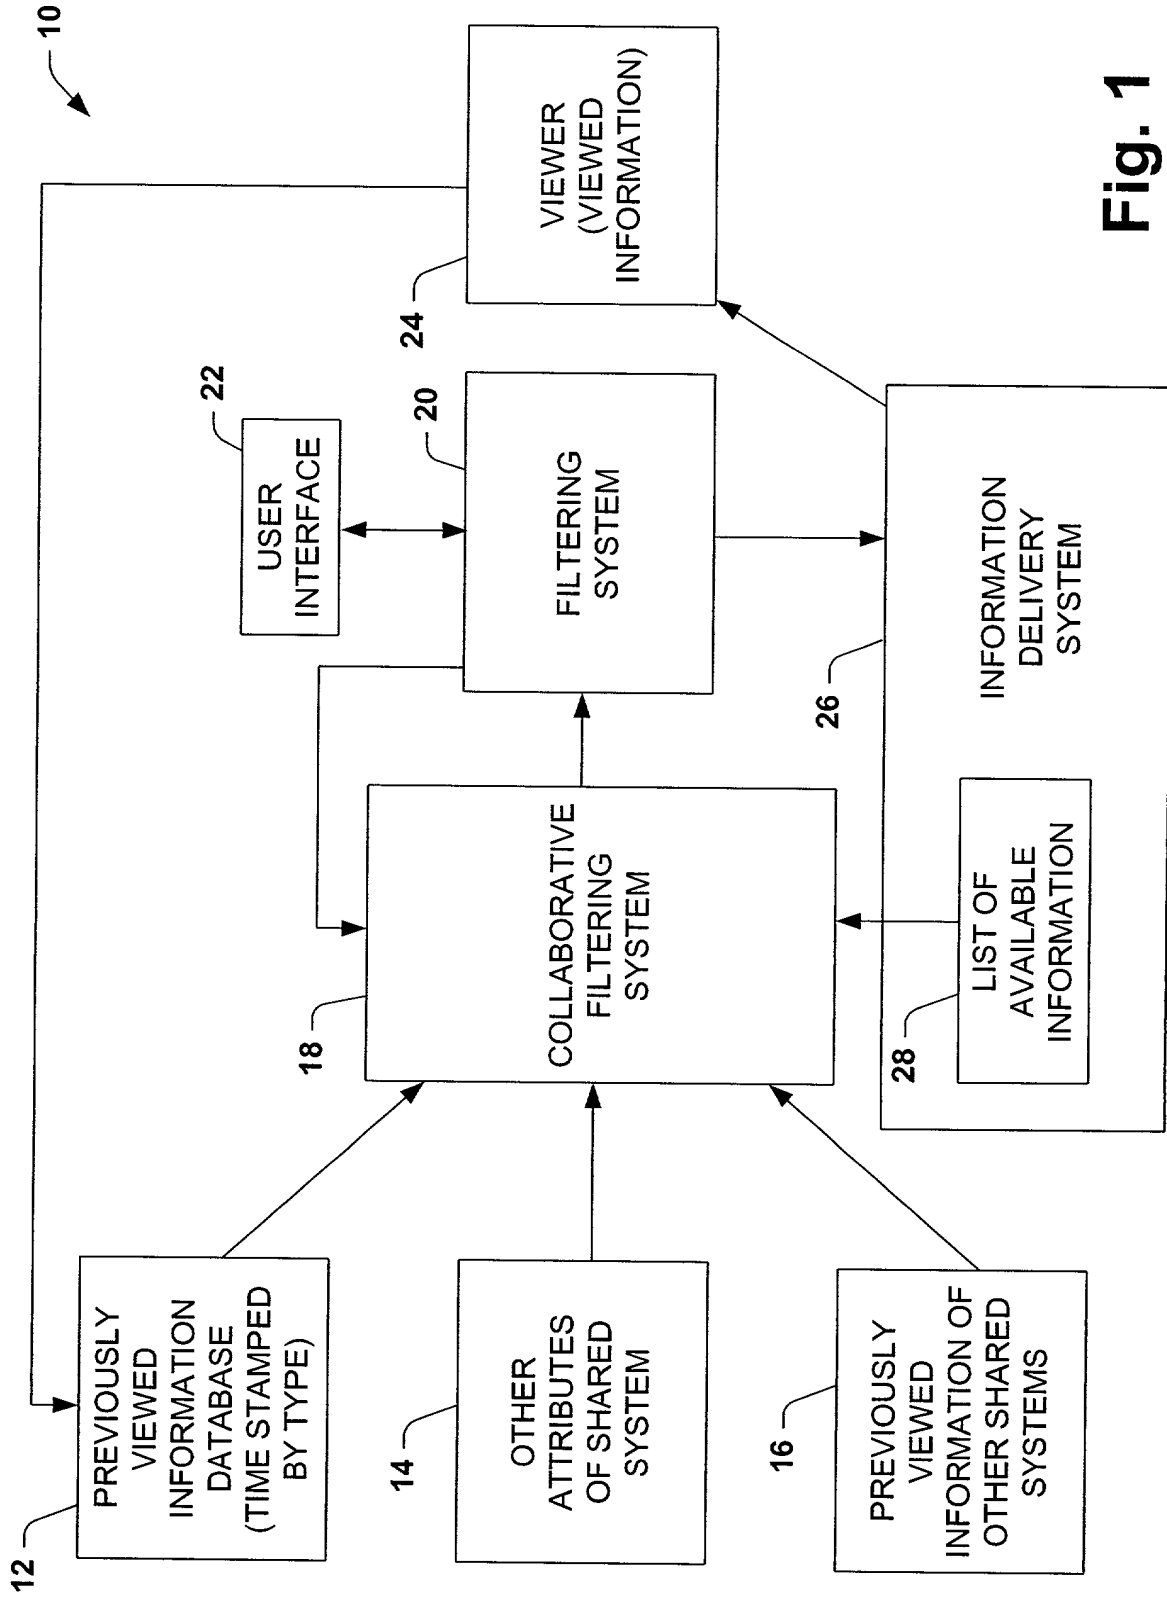 10
12
PREVIOUSLY
VIEWED
INFORMATION
DATABASE
(TIME STAMPED
BY TYPE)
14
OTHER
ATTRIBUTES
OF SHARED
SYSTEM
16
PREVIOUSLY
VIEWED
INFORMATION OF
OTHER SHARED
SYSTEMS
18
COLLABORATIVE
FILTERING
SYSTEM
22
USER
INTERFACE
20
FILTERING
SYSTEM
24
VIEWER
(VIEWED
INFORMATION)
26
INFORMATION
DELIVERY
SYSTEM
28
LIST OF
AVAILABLE
INFORMATION
Fig. 1